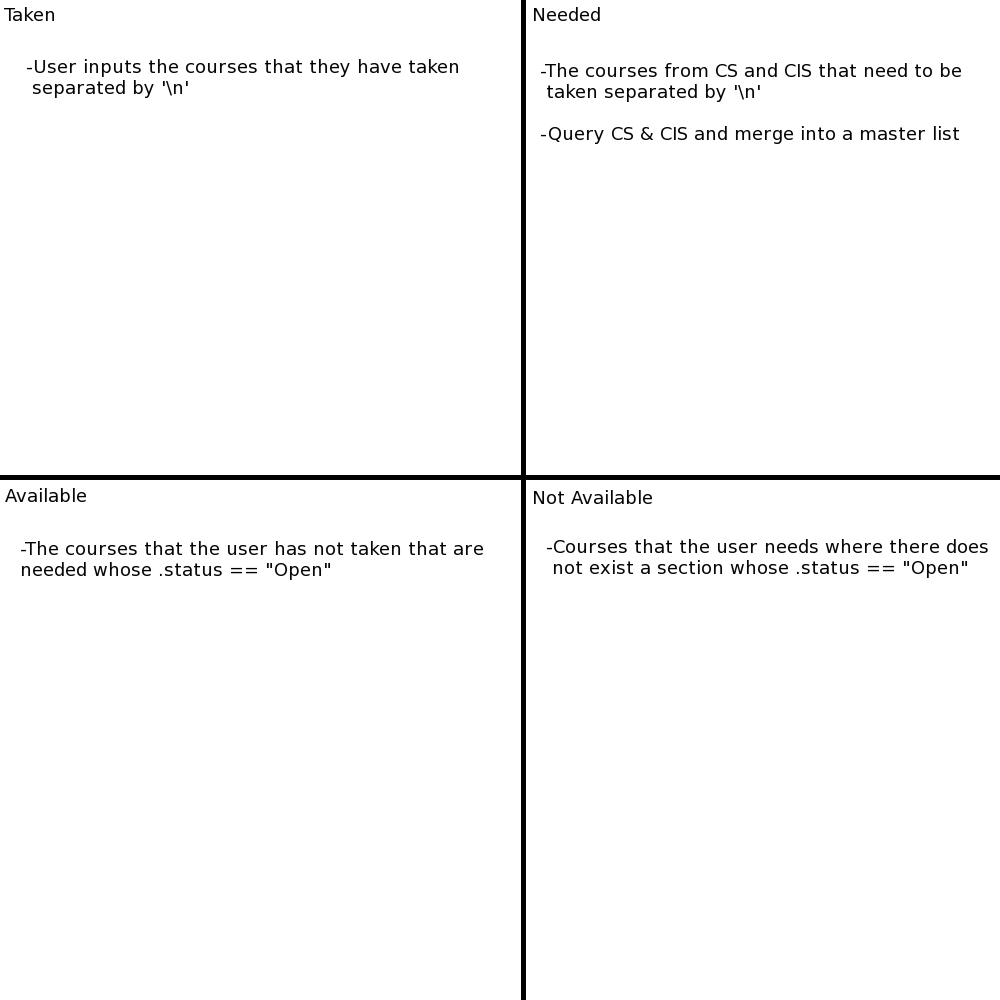 Taken
-User inputs the courses that they have taken
separated by '\n'
Needed
-The courses from CS and CIS that need to be
taken separated by '\n'
-Query CS & CIS and merge into a master list
Available
-The courses that the user has not taken that are
needed whose .status == "Open"
Not Available
-Courses that the user needs where there does
not exist a section whose .status == "Open"